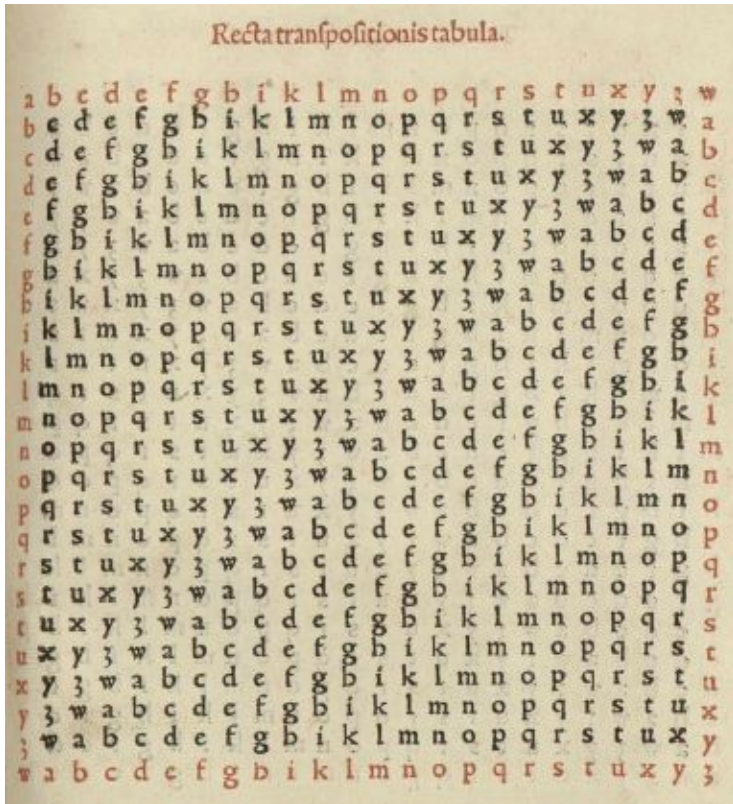 Recta tranſpoſitionis tabula.
a b c d e f g h i k l m n o p q r s t u x y z w
b c d e f g h i k l m n o p q r s t u x y z w a
c d e f g h i k l m n o p q r s t u x y z w a b
d e f g h i k l m n o p q r s t u x y z w a b c
e f g h i k l m n o p q r s t u x y z w a b c d
f g h i k l m n o p q r s t u x y z w a b c d e
g h i k l m n o p q r s t u x y z w a b c d e f
h i k l m n o p q r s t u x y z w a b c d e f g
i k l m n o p q r s t u x y z w a b c d e f g h
k l m n o p q r s t u x y z w a b c d e f g h i
l m n o p q r s t u x y z w a b c d e f g h i k
m n o p q r s t u x y z w a b c d e f g h i k l
n o p q r s t u x y z w a b c d e f g h i k l m
o p q r s t u x y z w a b c d e f g h i k l m n
p q r s t u x y z w a b c d e f g h i k l m n o
q r s t u x y z w a b c d e f g h i k l m n o p
r s t u x y z w a b c d e f g h i k l m n o p q
s t u x y z w a b c d e f g h i k l m n o p q r
t u x y z w a b c d e f g h i k l m n o p q r s
u x y z w a b c d e f g h i k l m n o p q r s t
x y z w a b c d e f g h i k l m n o p q r s t u
y z w a b c d e f g h i k l m n o p q r s t u x
z w a b c d e f g h i k l m n o p q r s t u x y
w a b c d e f g h i k l m n o p q r s t u x y z